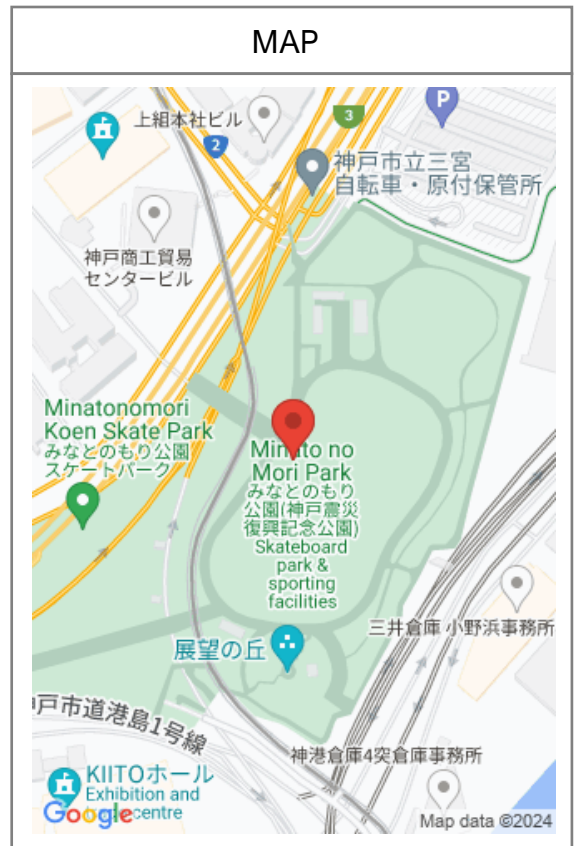 MAP
上組本社ビル
2
3
P
神戸市立三宮
自転車・原付保管所
神戸商工貿易
センタービル
Minatonomori
Koen Skate Park
みなとのもり公園
スケートパーク
Minato no
Mori Park
みなとのもり
公園(神戸震災
復興記念公園)
Skateboard
park &
sporting
facilities
三井倉庫 小野浜事務所
展望の丘
戸市道港島1号線
神港倉庫4突倉庫事務所
KIITOホール
Exhibition and
centre
Google
Map data ©2024